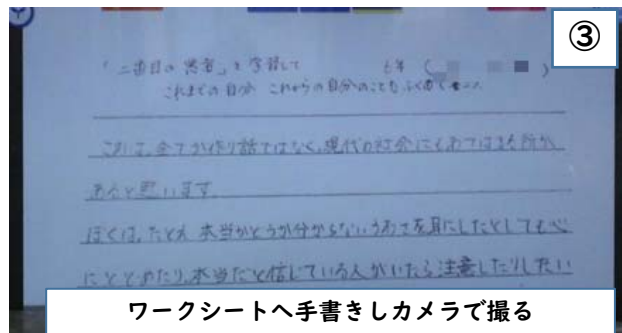 ③
「二番目の悪者」を学習して 6年 (
これまでの自分 これからの自分のことも ふくめて
これは、全てが作り話ではなく、現代の社会にもあてはまる所が
あると思います。
ぼくは、たとえ 本当かどうか分からないうわさを耳にしたとしても心
にとどめたり、本当だと信じている人がいたら注意したりしたい
ワークシートへ手書きしカメラで撮る